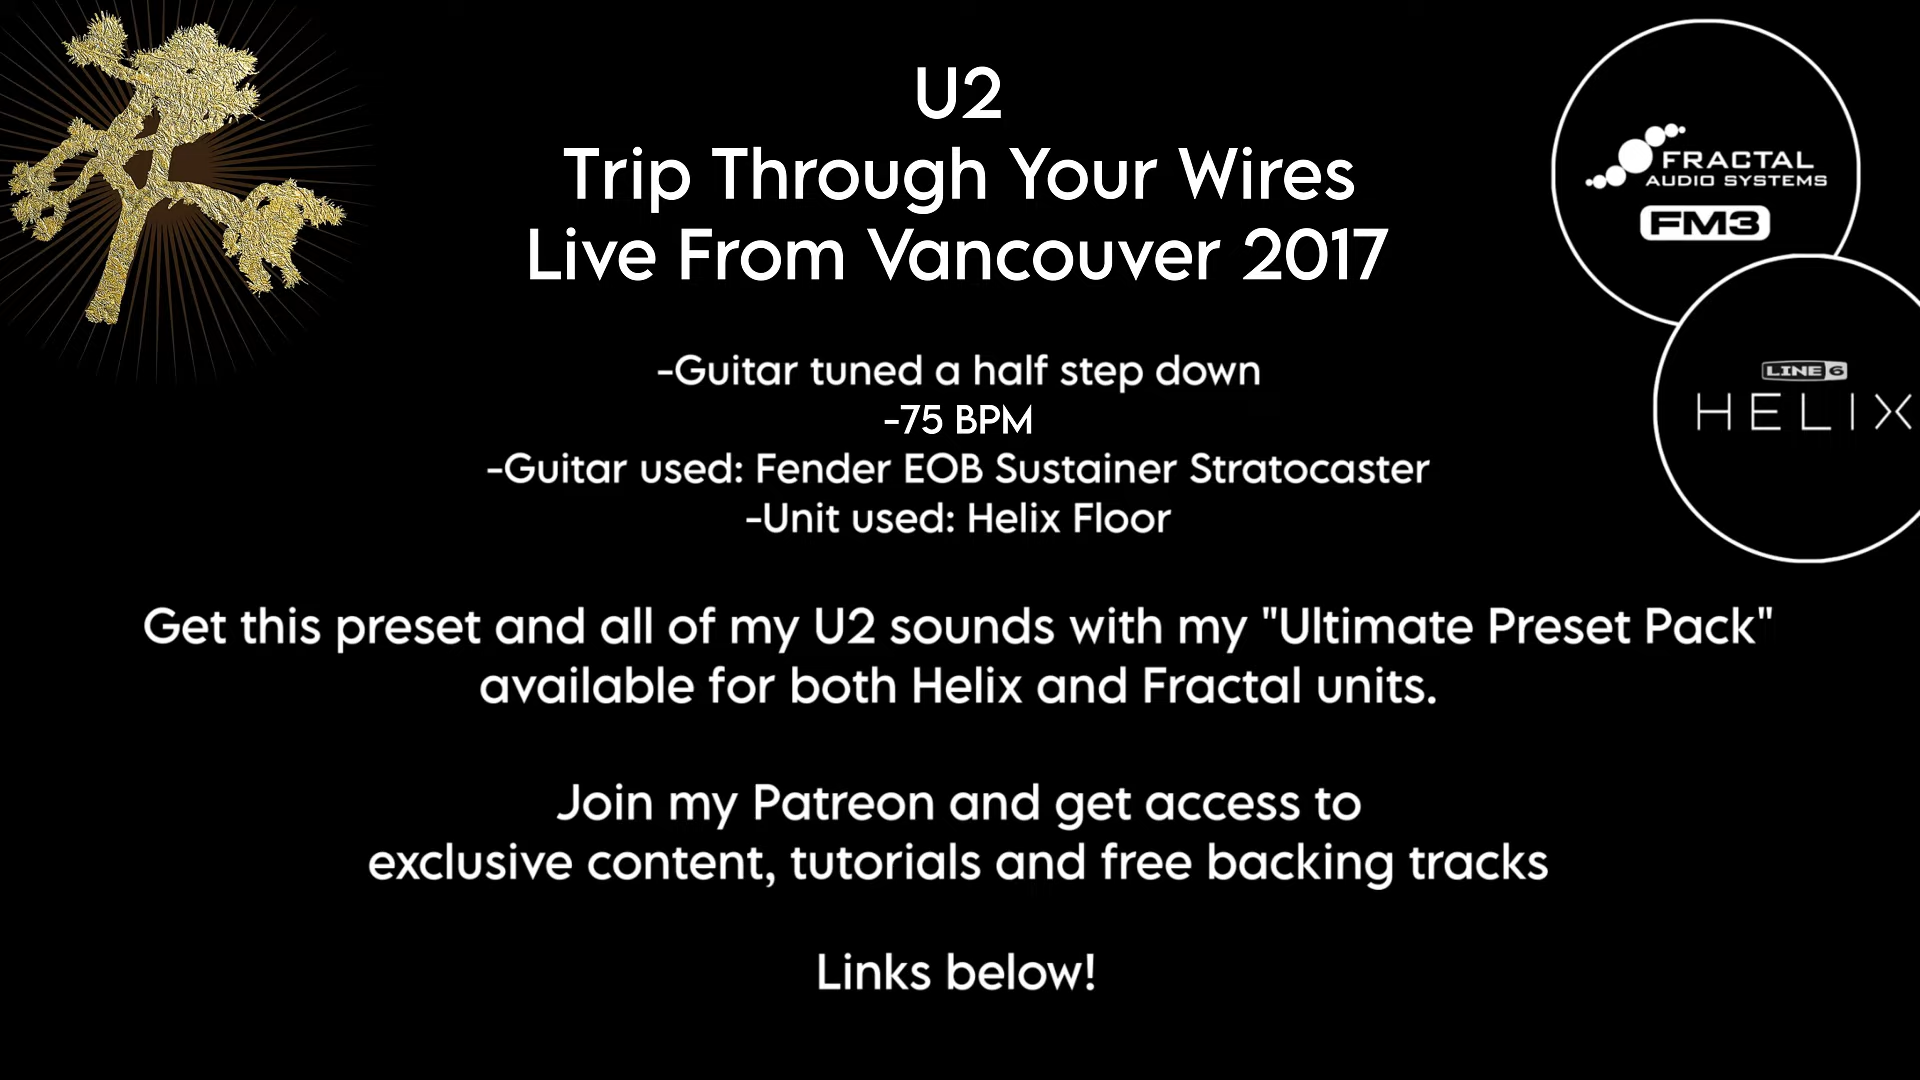 U2
Trip Through Your Wires
Live From Vancouver 2017
FRACTAL
AUDIO SYSTEMS
FM3
LINE 6
HELIX
-Guitar tuned a half step down
-75 BPM
-Guitar used: Fender EOB Sustainer Stratocaster
-Unit used: Helix Floor
Get this preset and all of my U2 sounds with my "Ultimate Preset Pack"
available for both Helix and Fractal units.
Join my Patreon and get access to
exclusive content, tutorials and free backing tracks
Links below!